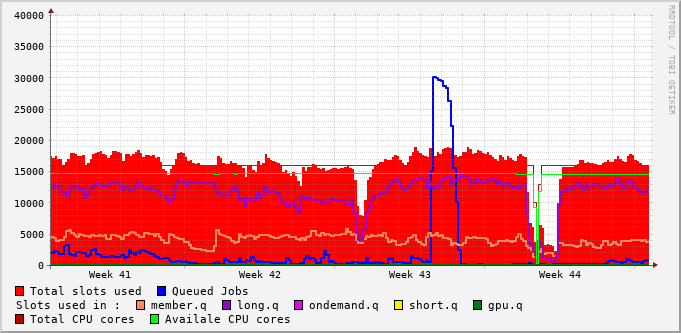 RRDTOOL / TOBI OETIKER
40000
35000
30000
25000
20000
15000
10000
5000
0
Week 41 Week 42 Week 43 Week 44
Total slots used Queued Jobs
Slots used in : member.q long.q ondemand.q short.q gpu.q
Total CPU cores Availale CPU cores